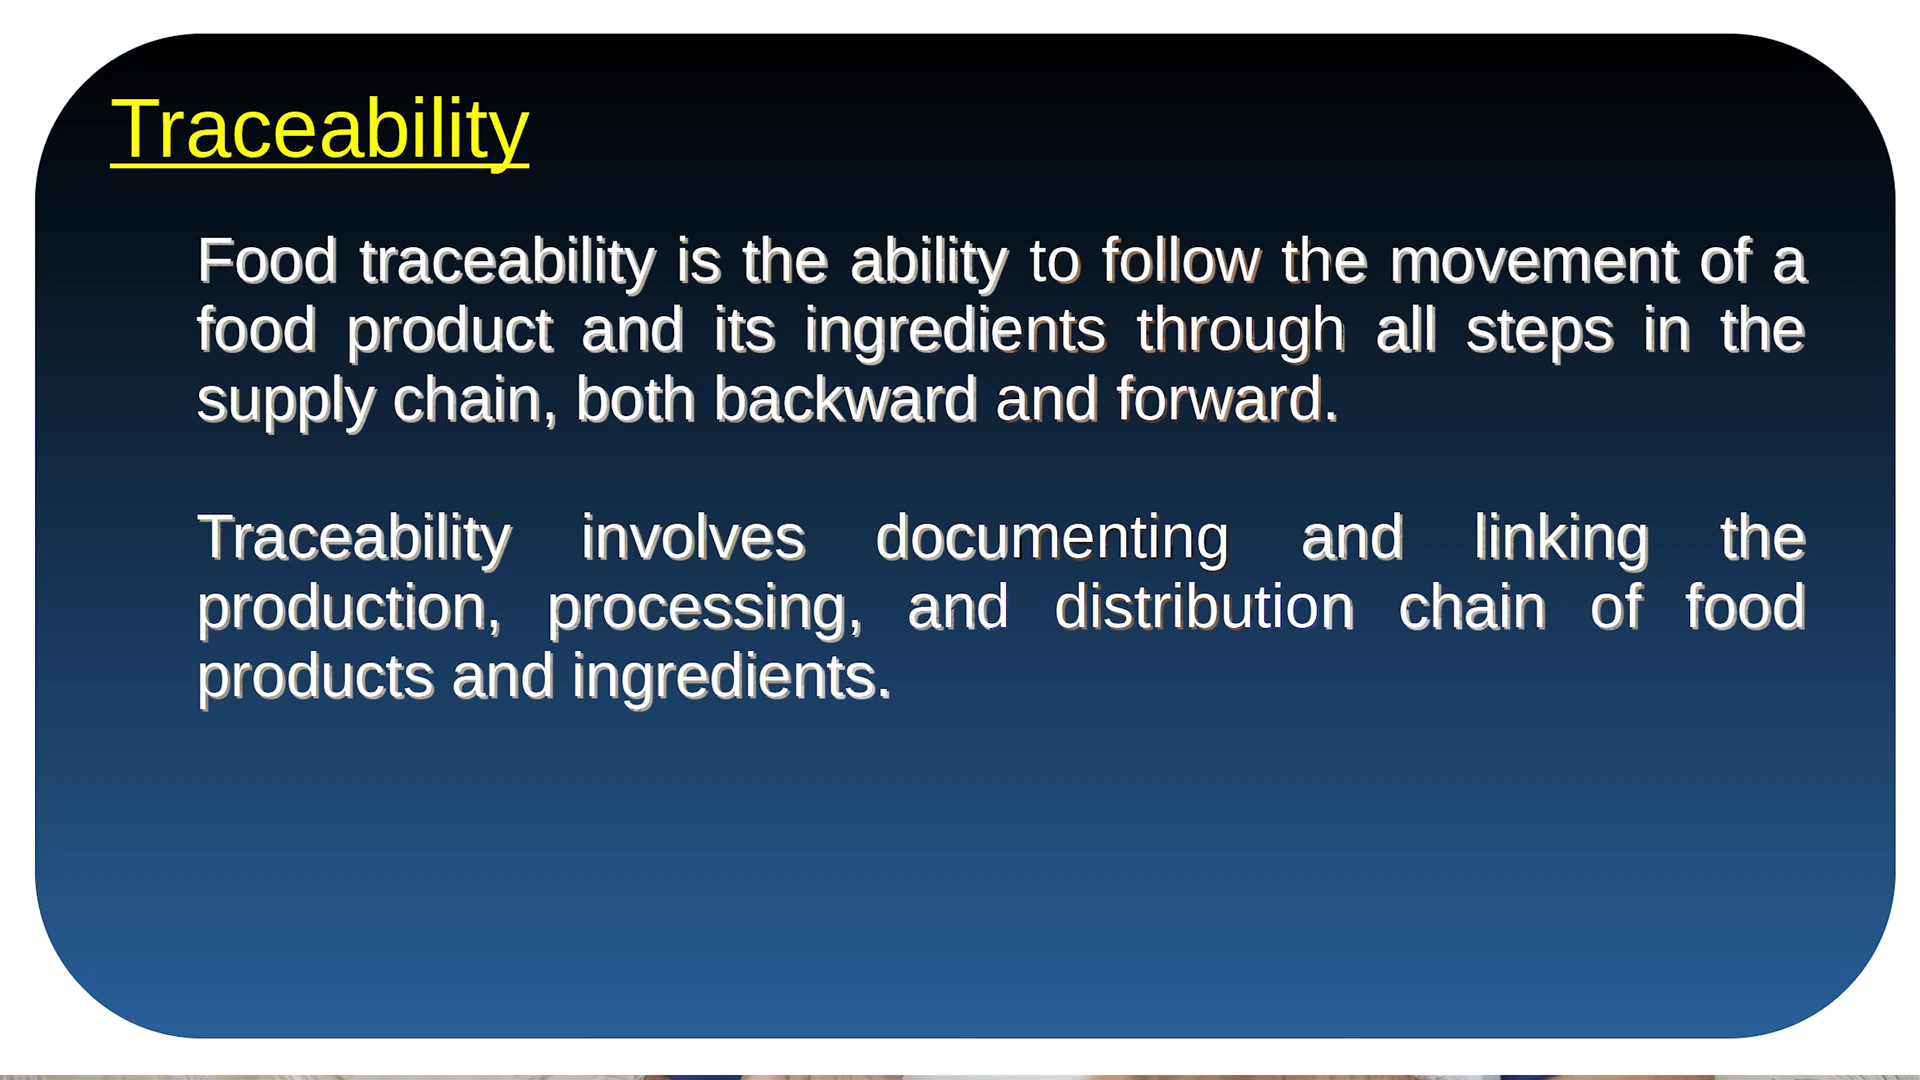 Traceability
Food traceability is the ability to follow the movement of a
food product and its ingredients through all steps in the
supply chain, both backward and forward.
Traceability involves documenting and linking the
production, processing, and distribution chain of food
products and ingredients.